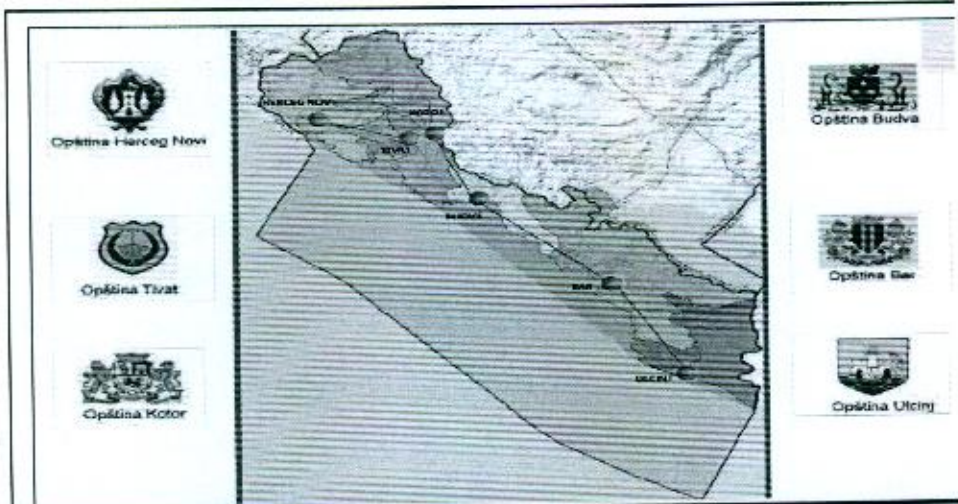 Opština Herceg Novi
Opština Tivat
Opština Kotor
HERCEG NOVI
KOTOR
TIVAT
BUDVA
BAR
ULCINJ
Opština Budva
Opština Bar
Opština Ulcinj